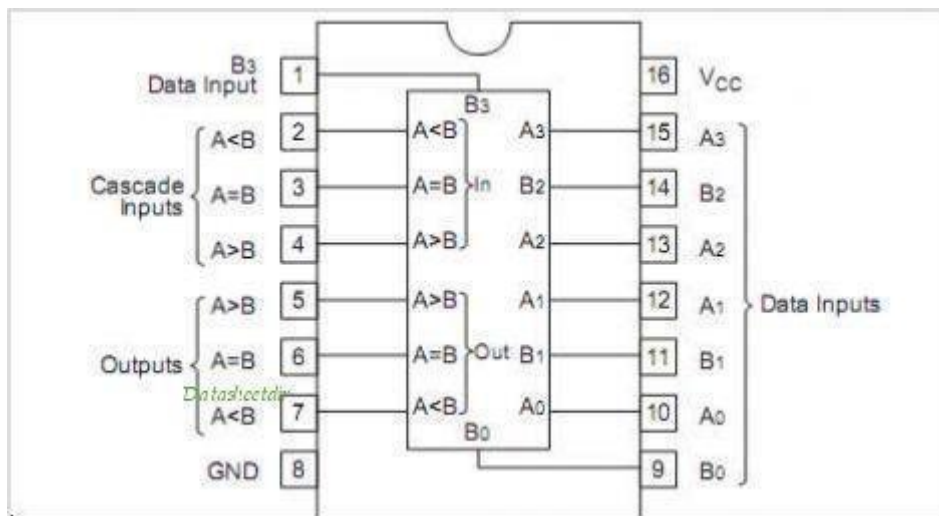 B3
Data Input
1
16
VCC
B3
A<B
2
A<B
A3
15
A3
Cascade
Inputs
A=B
3
A=B
In
B2
14
B2
A>B
4
A>B
A2
13
A2
A>B
5
A>B
A1
12
A1
Data Inputs
Outputs
A=B
6
A=B
Out
B1
11
B1
Datasheetdir
A<B
7
A<B
A0
10
A0
B0
GND
8
9
B0